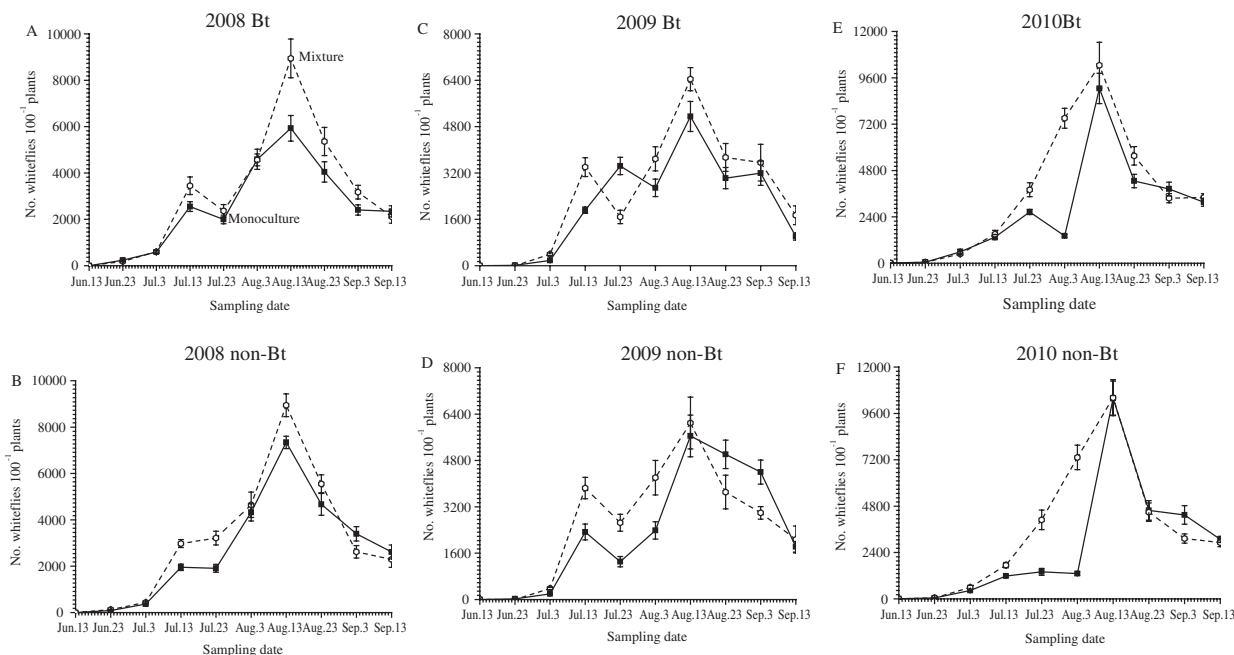 A
2008 Bt
10000
8000
6000
4000
2000
0
No. whiteflies 100⁻¹ plants
Mixture
Monoculture
Jun.13 Jun.23 Jul.3 Jul.13 Jul.23 Aug.3 Aug.13 Aug.23 Sep.3 Sep.13
Sampling date
C
2009 Bt
8000
6400
4800
3200
1600
0
No. whiteflies 100⁻¹ plants
Jun.13 Jun.23 Jul.3 Jul.13 Jul.23 Aug.3 Aug.13 Aug.23 Sep.3 Sep.13
Sampling date
E
2010Bt
12000
9600
7200
4800
2400
0
No. whiteflies 100⁻¹ plants
Jun.13 Jun.23 Jul.3 Jul.13 Jul.23 Aug.3 Aug.13 Aug.23 Sep.3 Sep.13
Sampling date
B
2008 non-Bt
10000
8000
6000
4000
2000
0
No. whiteflies 100⁻¹ plants
Jun.13 Jun.23 Jul.3 Jul.13 Jul.23 Aug.3 Aug.13 Aug.23 Sep.3 Sep.13
Sampling date
D
2009 non-Bt
8000
6400
4800
3200
1600
0
No. whiteflies 100⁻¹ plants
Jun.13 Jun.23 Jul.3 Jul.13 Jul.23 Aug.3 Aug.13 Aug.23 Sep.3 Sep.13
Sampling date
F
2010 non-Bt
12000
9600
7200
4800
2400
0
No. whiteflies 100⁻¹ plants
Jun.13 Jun.23 Jul.3 Jul.13 Jul.23 Aug.3 Aug.13 Aug.23 Sep.3 Sep.13
Sampling date